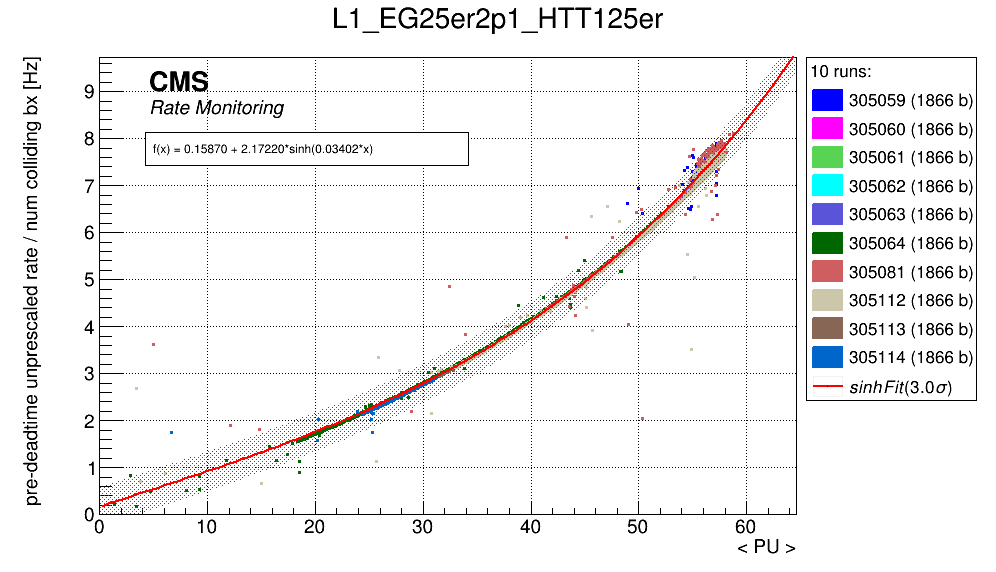 L1_EG25er2p1_HTT125er
pre-deadtime unprescaled rate / num colliding bx [Hz]
CMS
Rate Monitoring
f(x) = 0.15870 + 2.17220*sinh(0.03402*x)
9
8
7
6
5
4
3
2
1
0
0 10 20 30 40 50 60
< PU >
10 runs:
305059 (1866 b)
305060 (1866 b)
305061 (1866 b)
305062 (1866 b)
305063 (1866 b)
305064 (1866 b)
305081 (1866 b)
305112 (1866 b)
305113 (1866 b)
305114 (1866 b)
sinhFit(3.0σ)